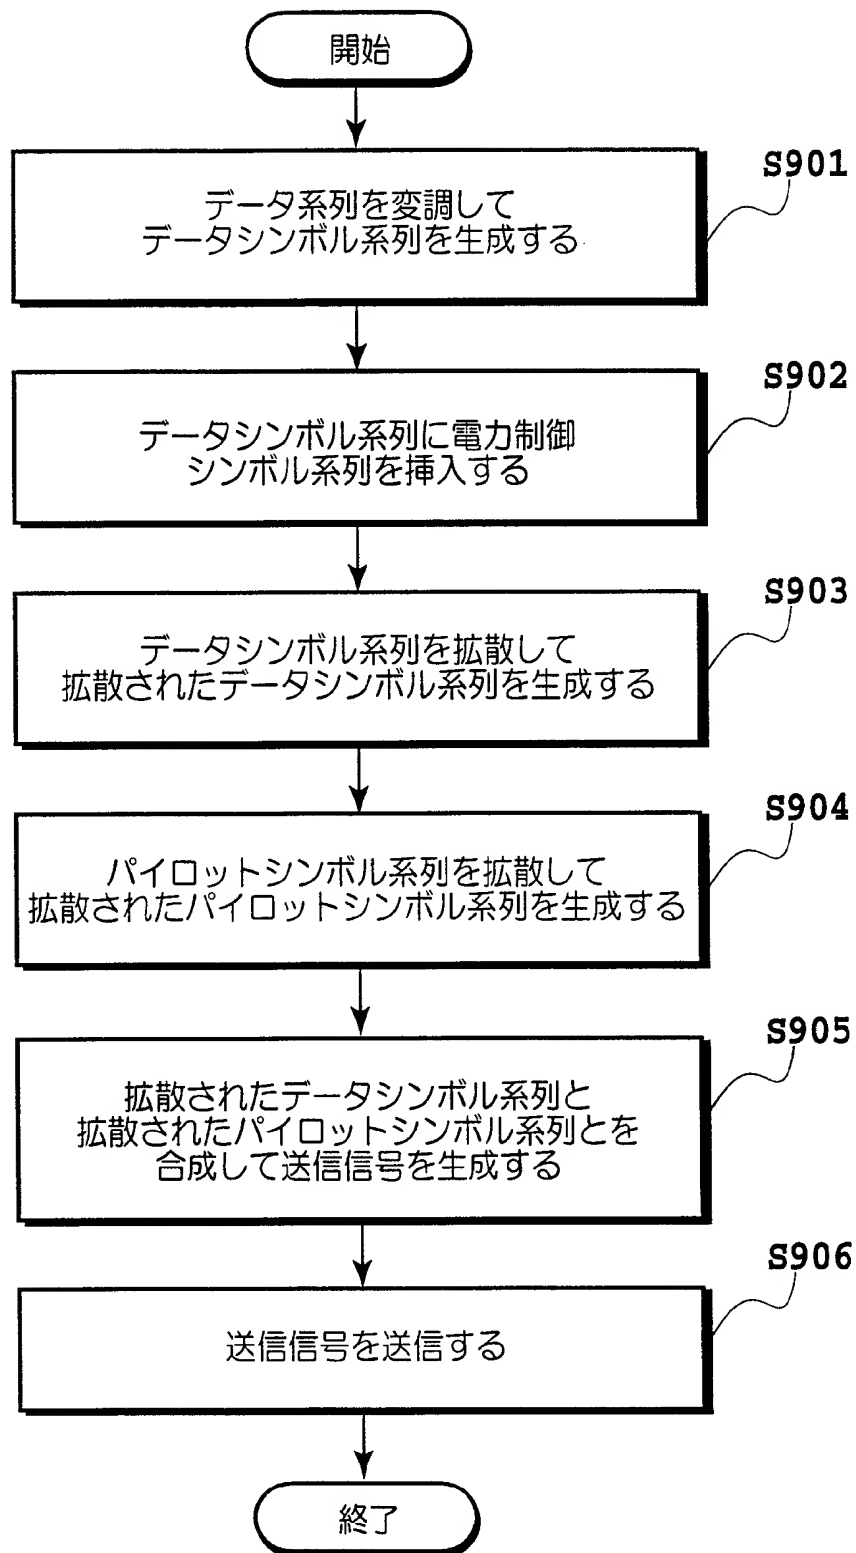 開始
S901
データ系列を変調して
データシンボル系列を生成する
S902
データシンボル系列に電力制御
シンボル系列を挿入する
S903
データシンボル系列を拡散して
拡散されたデータシンボル系列を生成する
S904
パイロットシンボル系列を拡散して
拡散されたパイロットシンボル系列を生成する
S905
拡散されたデータシンボル系列と
拡散されたパイロットシンボル系列とを
合成して送信信号を生成する
S906
送信信号を送信する
終了